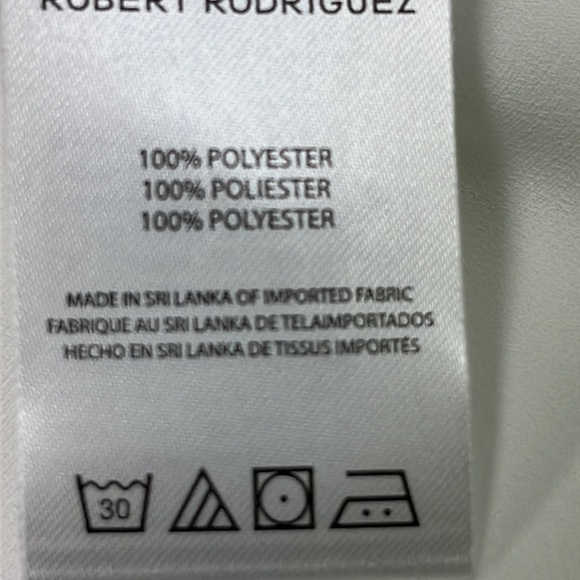 ROBERT RODRIGUEZ
100% POLYESTER
100% POLIESTER
100% POLYESTER
MADE IN SRI LANKA OF IMPORTED FABRIC
FABRIQUE AU SRI LANKA DE TELAIMPORTADOS
HECHO EN SRI LANKA DE TISSUS IMPORTÉS
30